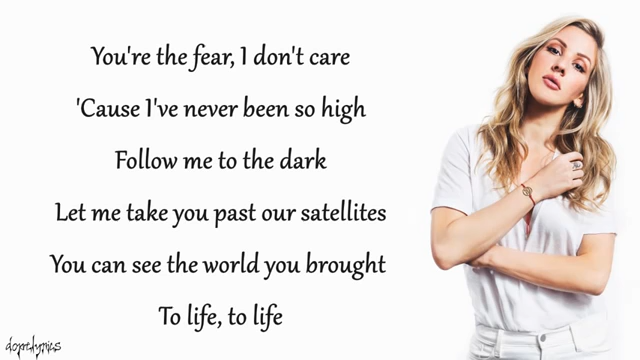 You're the fear, I don't care
'Cause I've never been so high
Follow me to the dark
Let me take you past our satellites
You can see the world you brought
To life, to life
dopelyrics